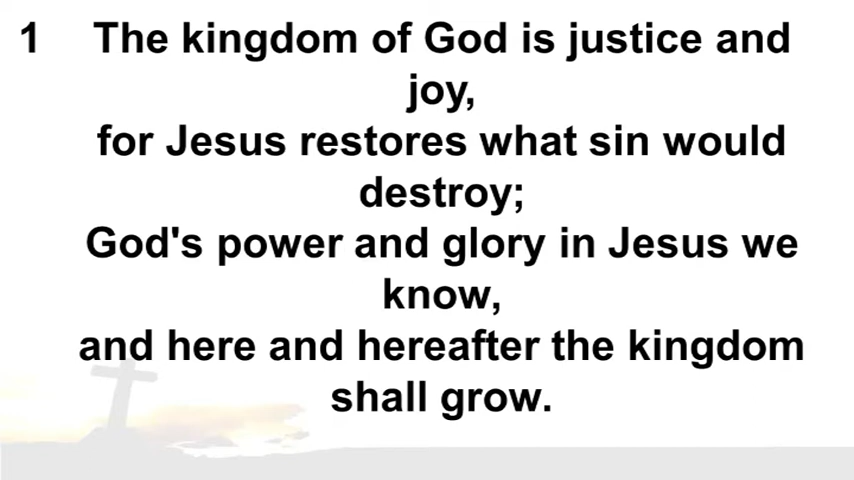 1 The kingdom of God is justice and
joy,
for Jesus restores what sin would
destroy;
God's power and glory in Jesus we
know,
and here and hereafter the kingdom
shall grow.